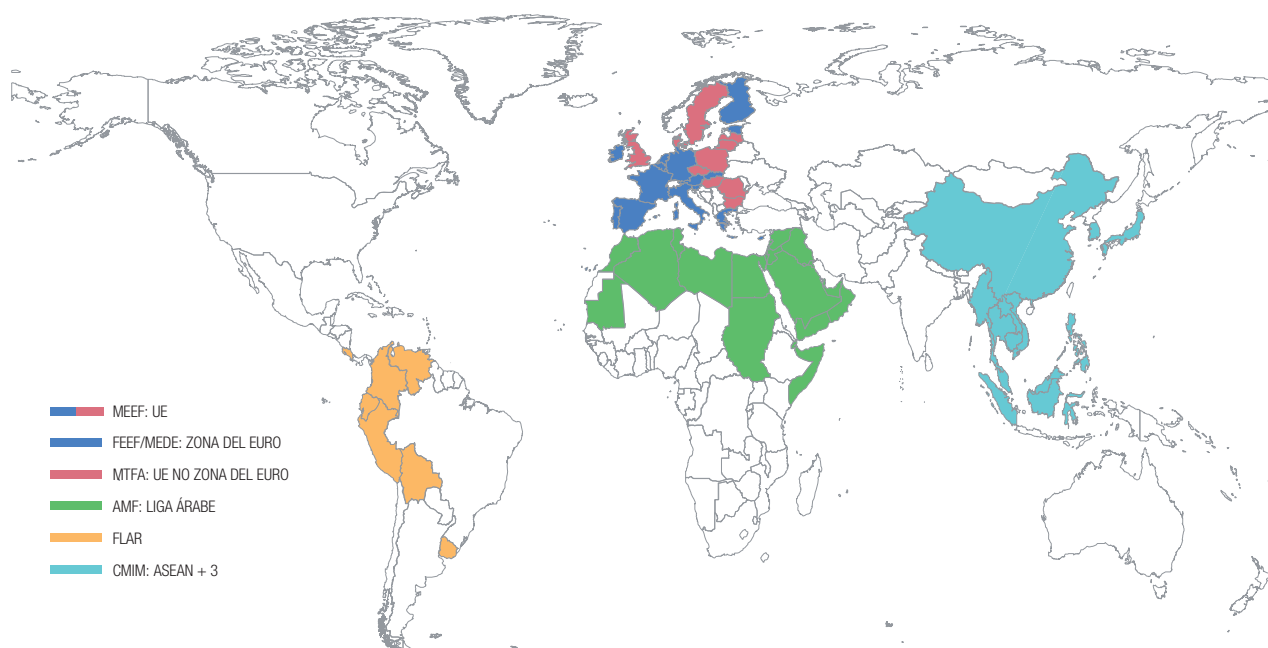 MEEF: UE
FEEF/MEDE: ZONA DEL EURO
MTFA: UE NO ZONA DEL EURO
AMF: LIGA ÁRABE
FLAR
CMIM: ASEAN + 3